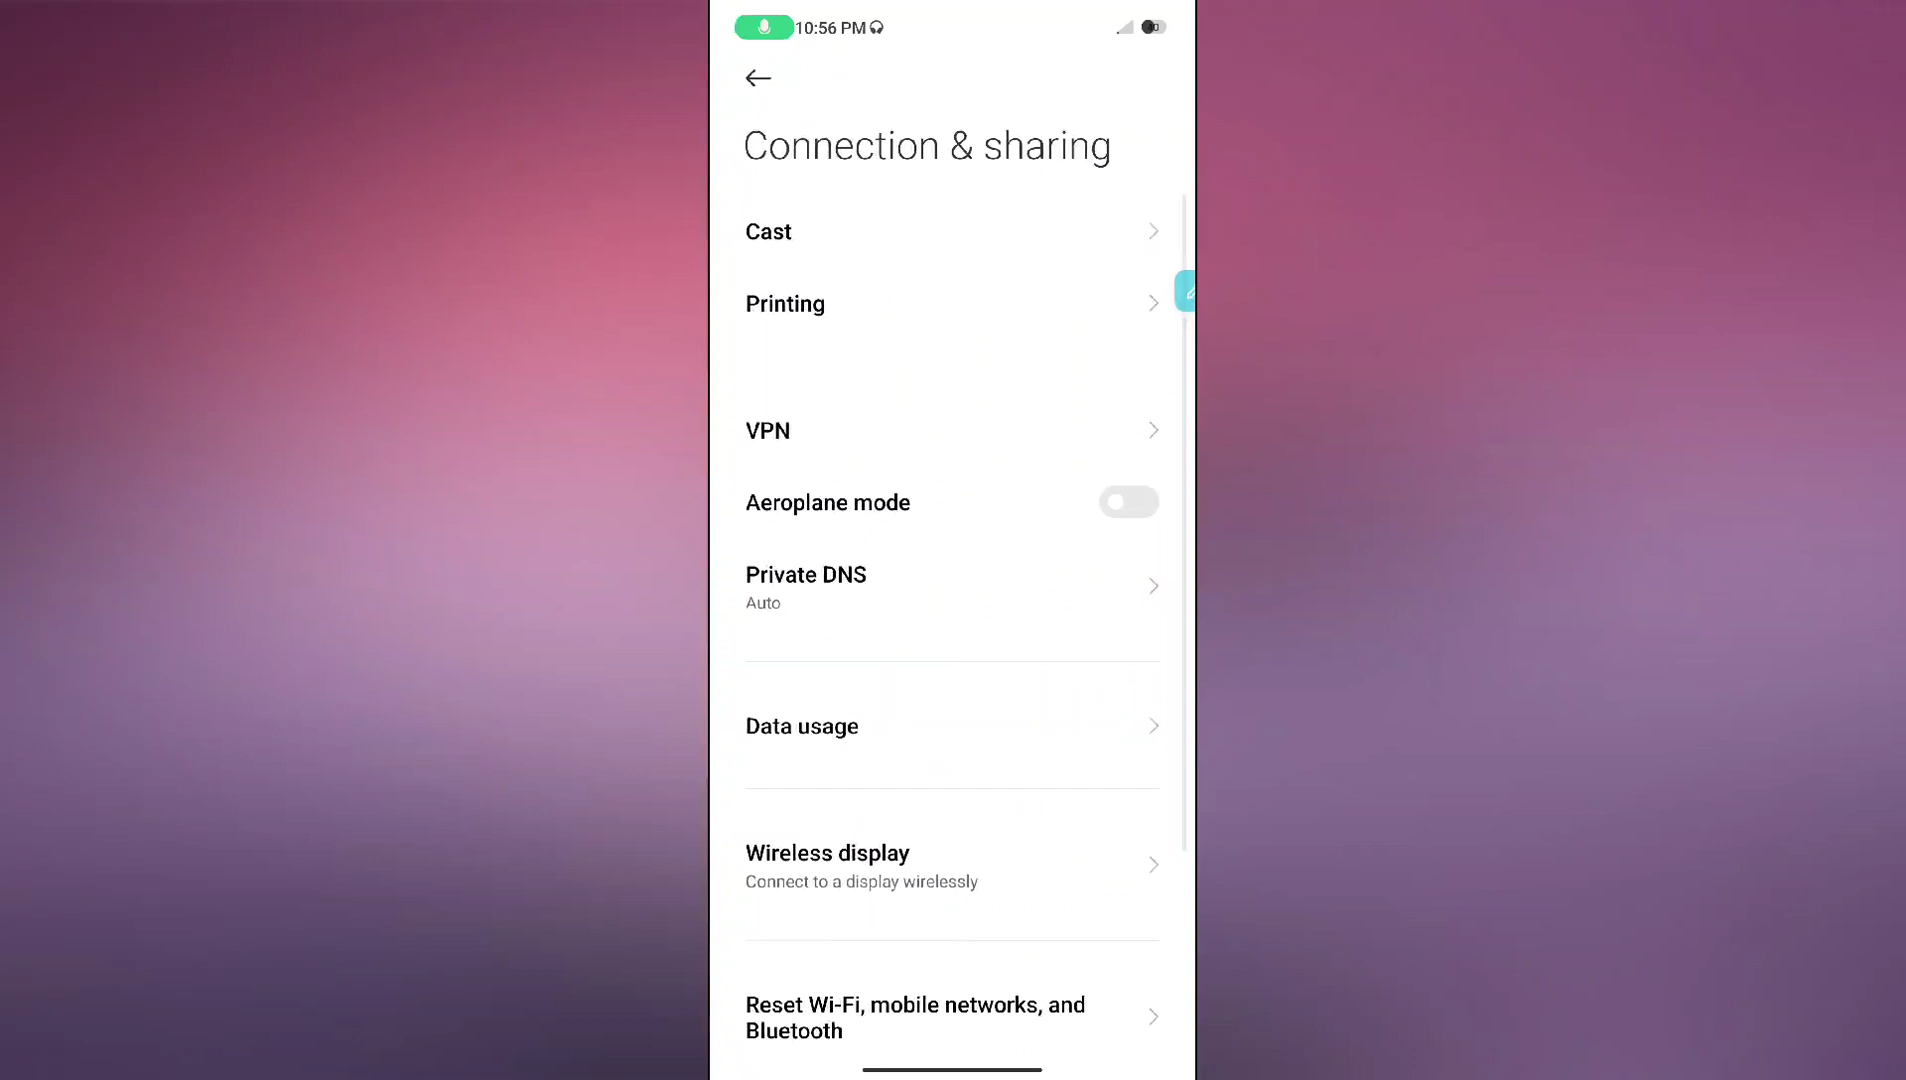 10:56 PM
Connection & sharing
Cast
Printing
VPN
Aeroplane mode
Private DNS
Auto
Data usage
Wireless display
Connect to a display wirelessly
Reset Wi-Fi, mobile networks, and
Bluetooth